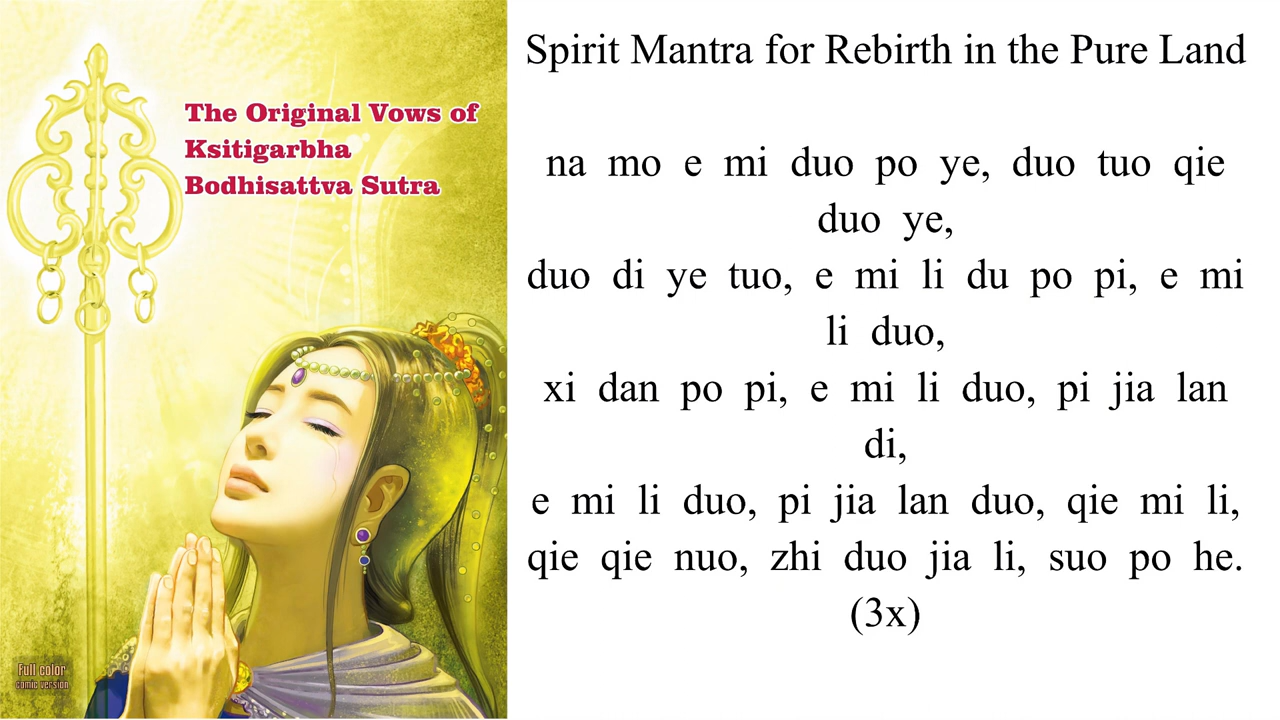 The Original Vows of
Ksitigarbha
Bodhisattva Sutra
Full color
comic version
Spirit Mantra for Rebirth in the Pure Land
na mo e mi duo po ye, duo tuo qie
duo ye,
duo di ye tuo, e mi li du po pi, e mi
li duo,
xi dan po pi, e mi li duo, pi jia lan
di,
e mi li duo, pi jia lan duo, qie mi li,
qie qie nuo, zhi duo jia li, suo po he.
(3x)